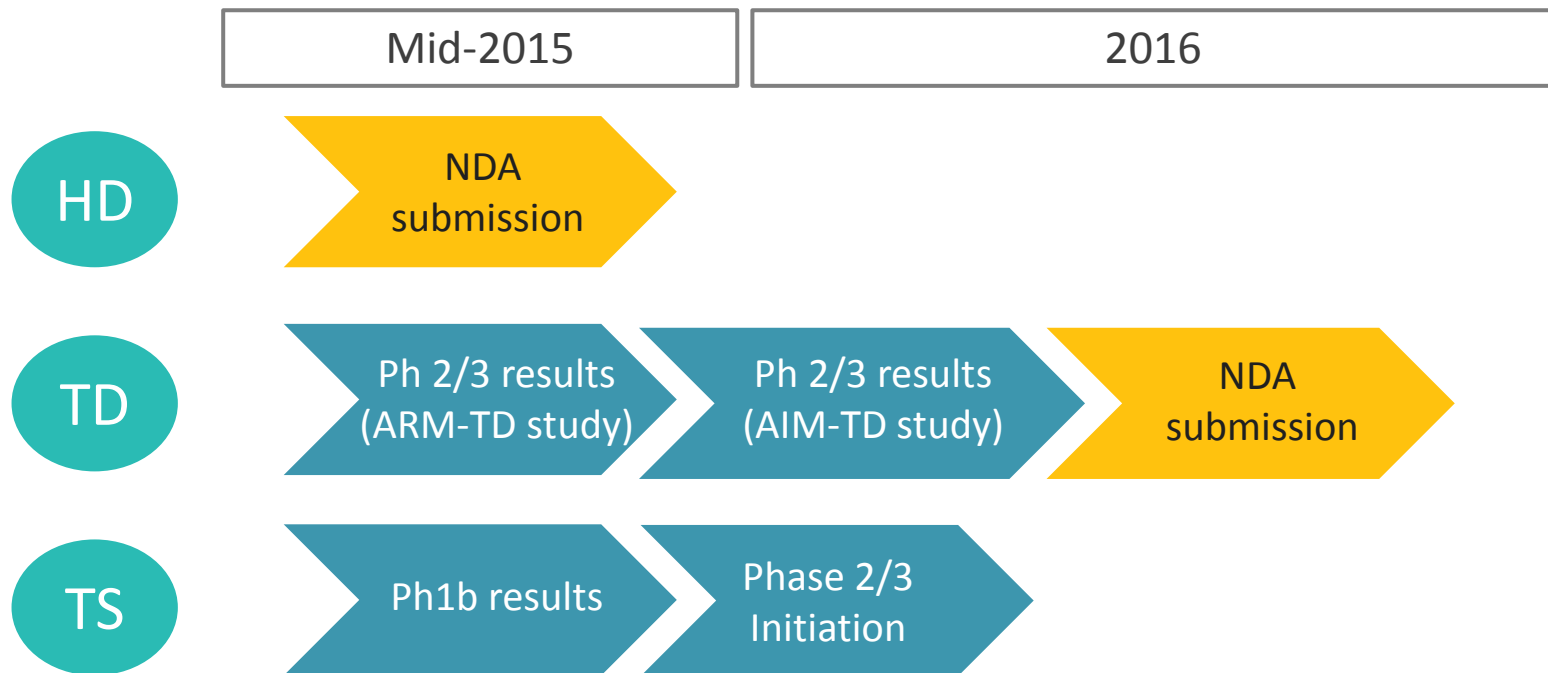 Mid-2015
2016
HD
NDA
submission
TD
Ph 2/3 results
(ARM-TD study)
Ph 2/3 results
(AIM-TD study)
NDA
submission
TS
Ph1b results
Phase 2/3
Initiation